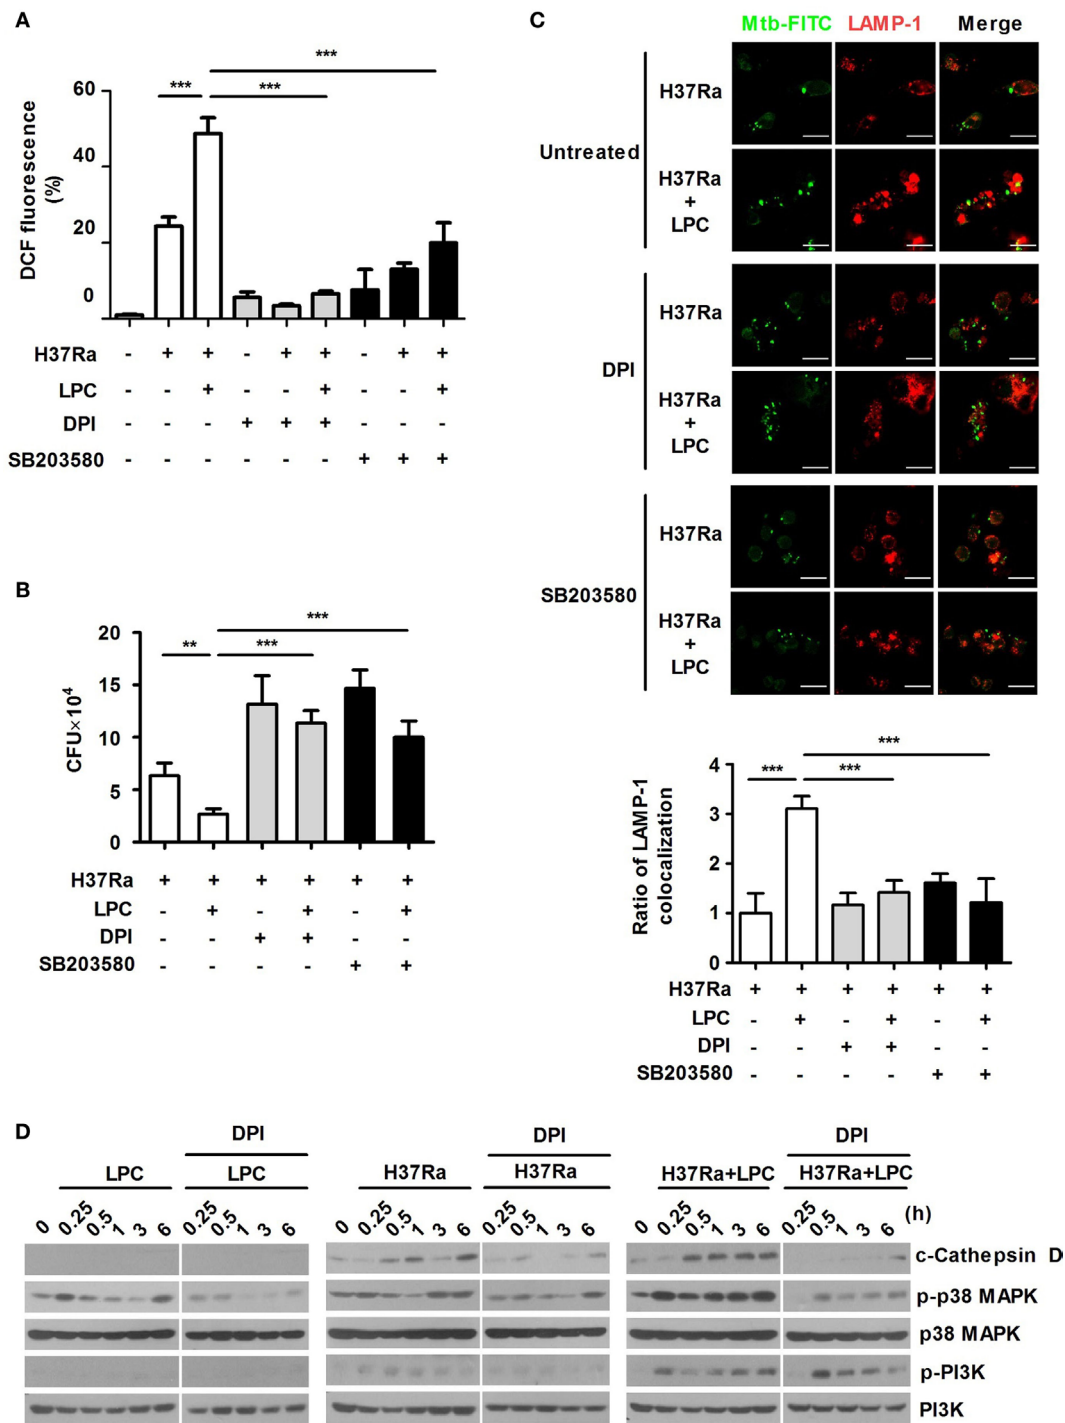 A
***
***
***
60
40
20
0
DCF fluorescence
(%)
H37Ra - + + - + + - + +
LPC - - + - - + - - +
DPI - - - + + + - - -
SB203580 - - - - - - + + +
B
***
***
**
20
15
10
5
0
CFU×10⁴
H37Ra + + + + + +
LPC - + - + - +
DPI - - + + - -
SB203580 - - - - + +
C
Mtb-FITC LAMP-1 Merge
Untreated
H37Ra
H37Ra
+
LPC
DPI
H37Ra
H37Ra
+
LPC
SB203580
H37Ra
H37Ra
+
LPC
***
***
***
4
3
2
1
0
Ratio of LAMP-1
colocalization
H37Ra + + + + + +
LPC - + - + - +
DPI - - + + - -
SB203580 - - - - + +
D
DPI DPI DPI
LPC LPC H37Ra H37Ra H37Ra+LPC H37Ra+LPC
0 0.25 0.5 1 3 6 0.25 0.5 1 3 6 0 0.25 0.5 1 3 6 0.25 0.5 1 3 6 0 0.25 0.5 1 3 6 0.25 0.5 1 3 6 (h)
c-Cathepsin D
p-p38 MAPK
p38 MAPK
p-PI3K
PI3K